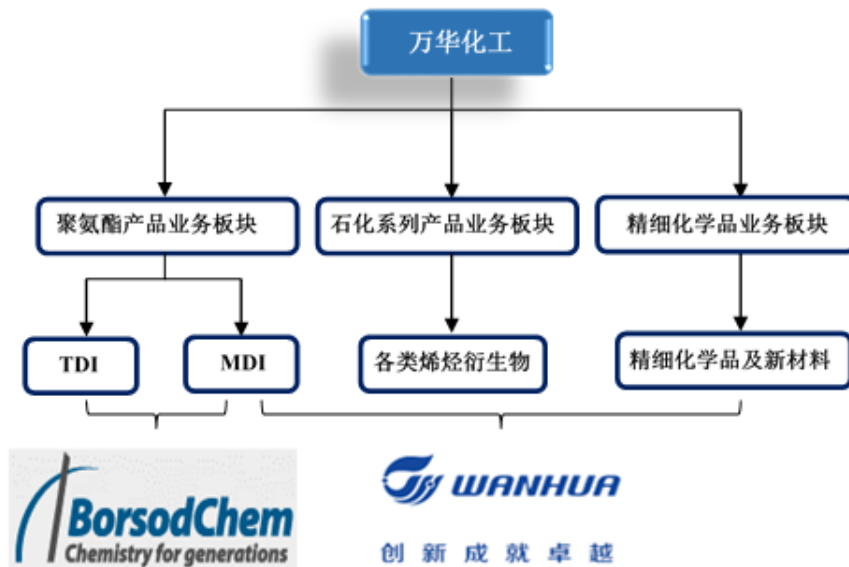 万华化工
聚氨酯产品业务板块
石化系列产品业务板块
精细化学品业务板块
TDI
MDI
各类烯烃衍生物
精细化学品及新材料
BorsodChem
Chemistry for generations
WANHUA
创新成就卓越